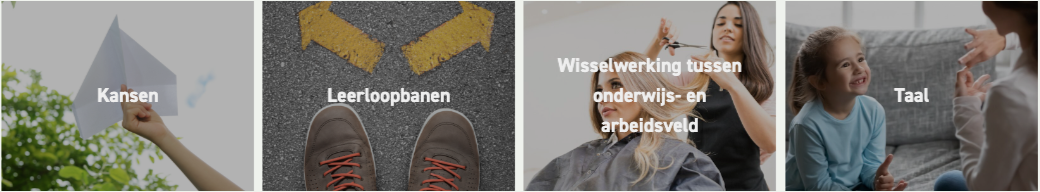 Kansen
Leerloopbanen
Wisselwerking tussen
onderwijs- en
arbeidsveld
Taal